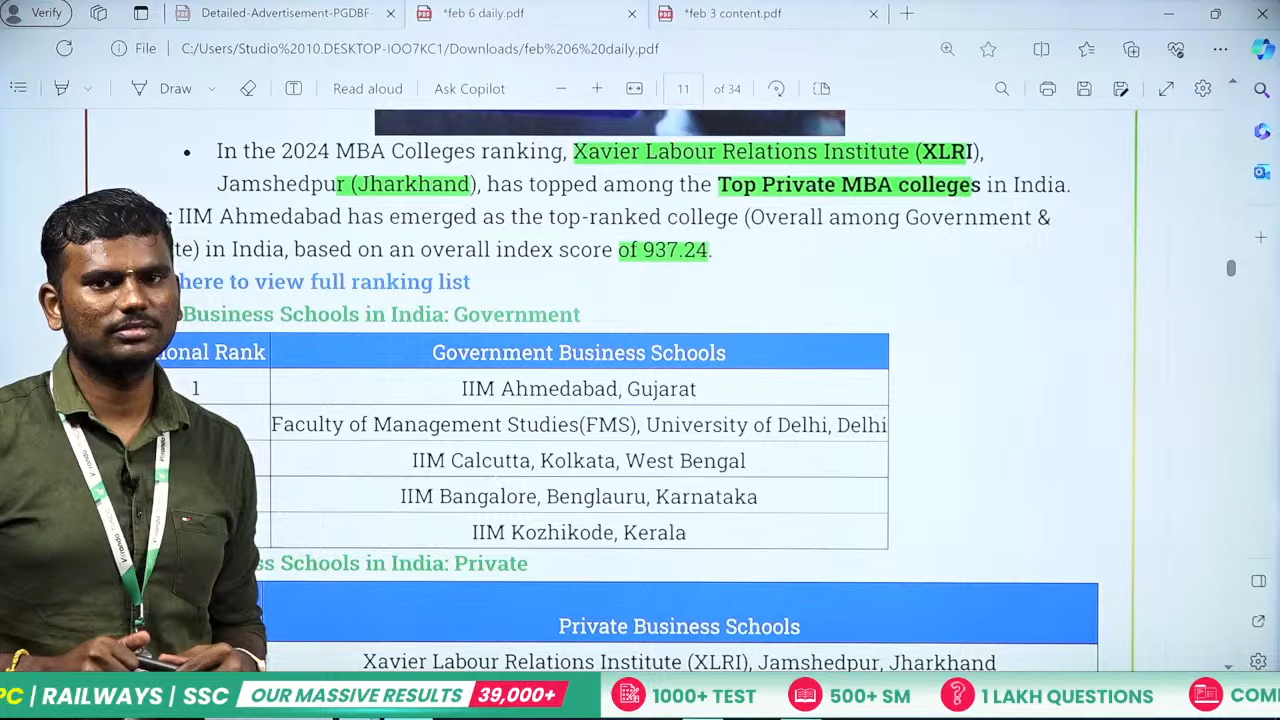 Verify
Detailed-Advertisement-PGDBF-
*feb 6 daily.pdf
*feb 3 content.pdf
File
C:/Users/Studio%2010.DESKTOP-IOO7KC1/Downloads/feb%206%20daily.pdf
Draw
Read aloud
Ask Copilot
11 of 34
• In the 2024 MBA Colleges ranking, Xavier Labour Relations Institute (XLRI),
Jamshedpur (Jharkhand), has topped among the Top Private MBA colleges in India.
: IIM Ahmedabad has emerged as the top-ranked college (Overall among Government &
te) in India, based on an overall index score of 937.24.
here to view full ranking list
Business Schools in India: Government
ional Rank Government Business Schools
1 IIM Ahmedabad, Gujarat
Faculty of Management Studies(FMS), University of Delhi, Delhi
IIM Calcutta, Kolkata, West Bengal
IIM Bangalore, Benglauru, Karnataka
IIM Kozhikode, Kerala
ss Schools in India: Private
Private Business Schools
Xavier Labour Relations Institute (XLRI), Jamshedpur, Jharkhand
PC | RAILWAYS | SSC OUR MASSIVE RESULTS 39,000+ 1000+ TEST 500+ SM 1 LAKH QUESTIONS COM